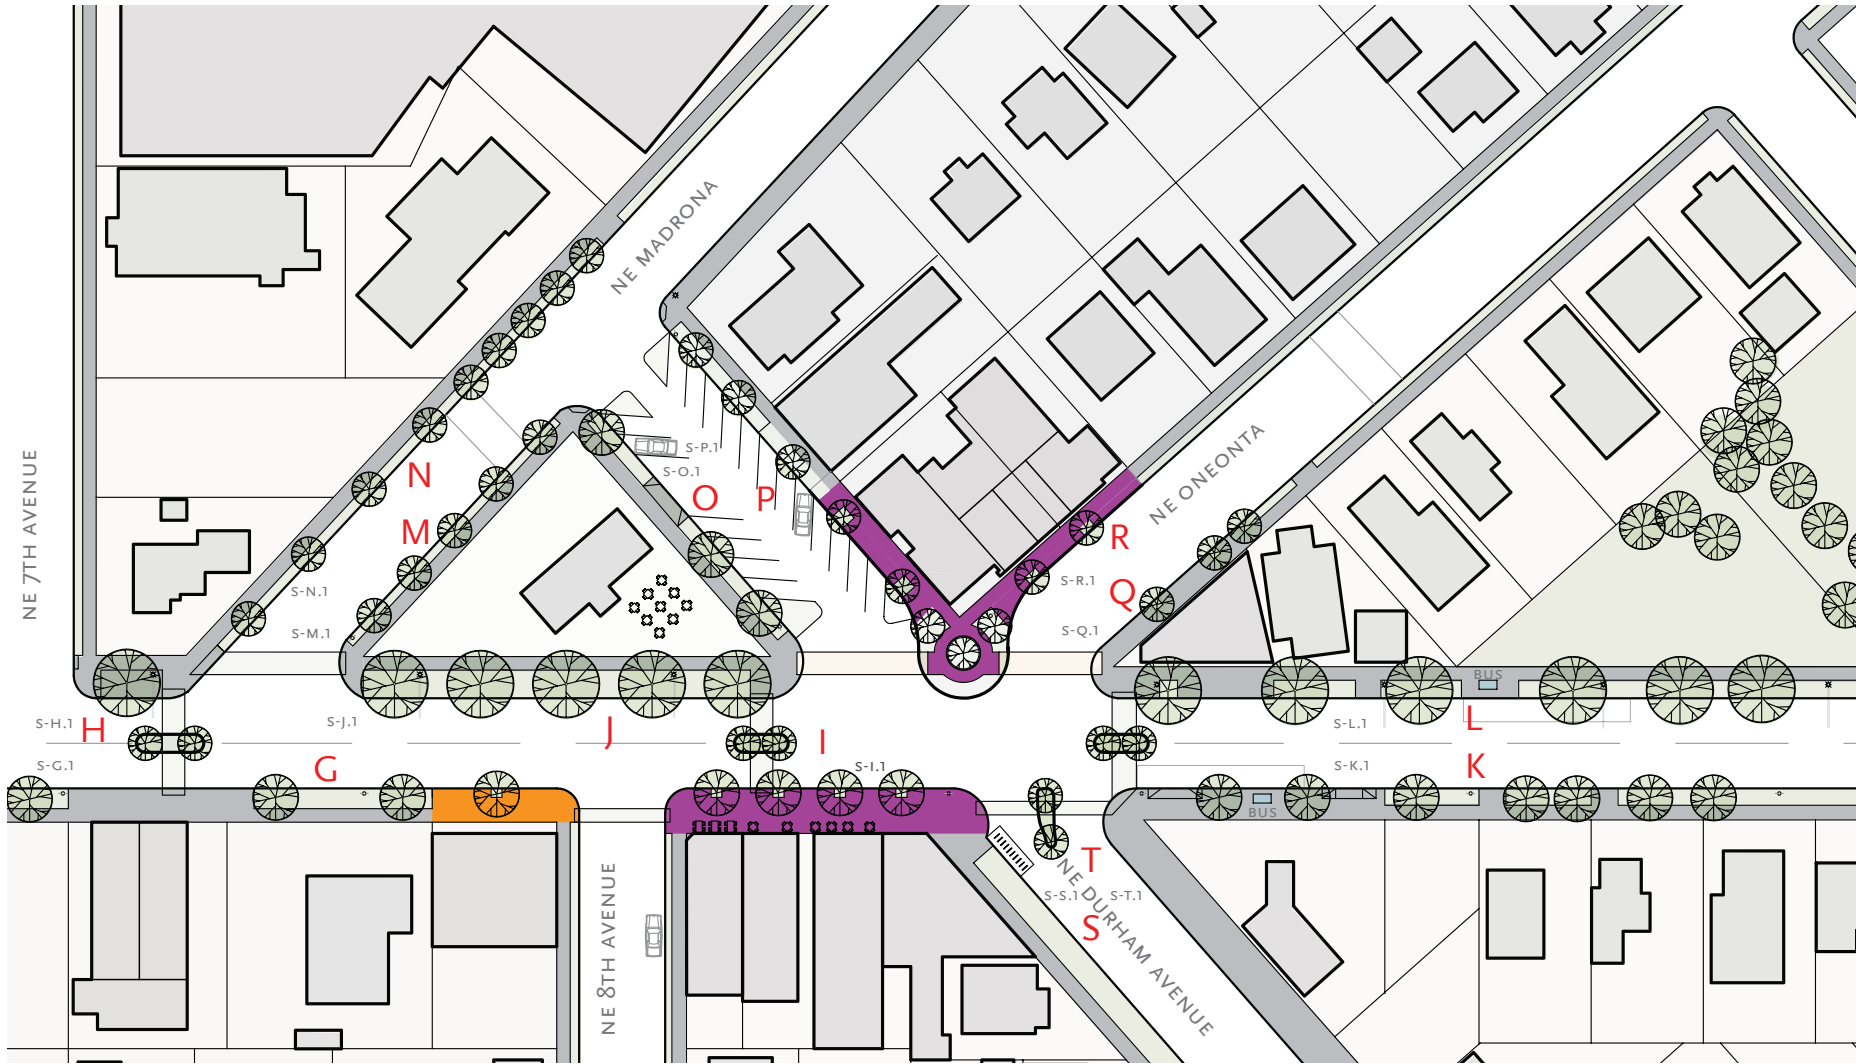 NE MADRONA
NE 7TH AVENUE
S-P.1
S-O.1
N
O
P
NE ONEONTA
M
R
S-N.1
S-R.1
Q
S-M.1
S-Q.1
BUS
S-H.1
H
S-J.1
J
I
S-L.1
L
S-G.1
G
S-I.1
S-K.1
K
BUS
T
NE 8TH AVENUE
NE DURHAM AVENUE
S-S.1
S-T.1
S